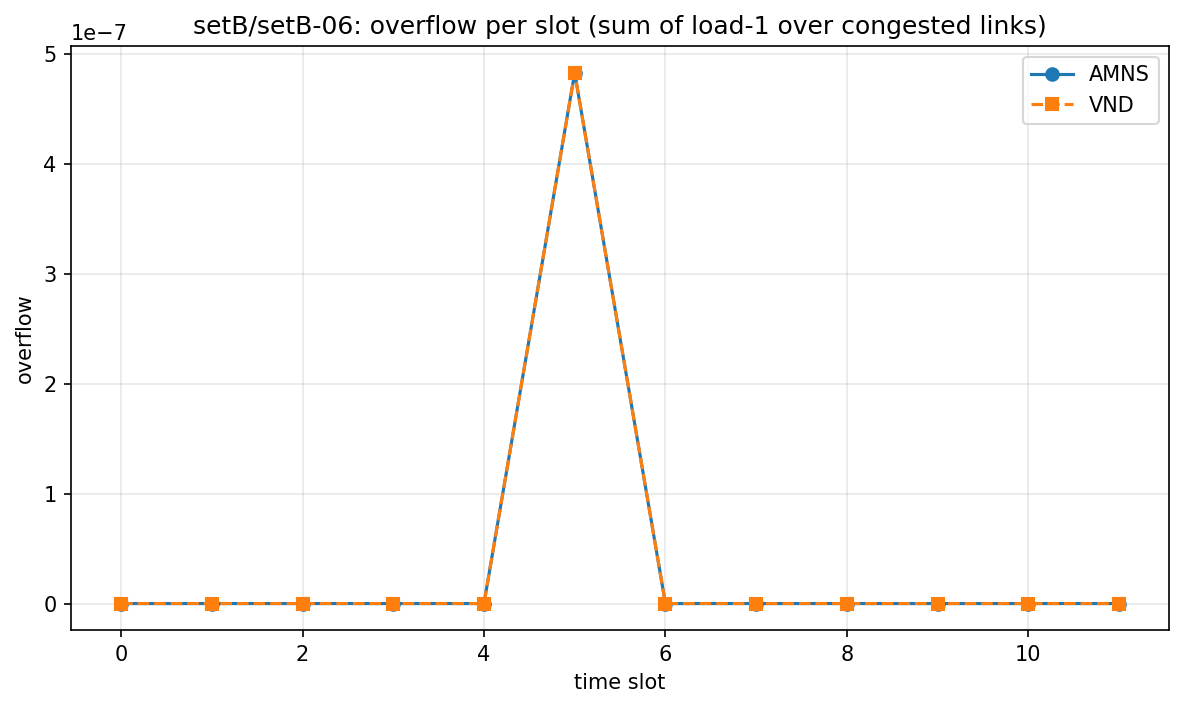 setB/setB-06: overflow per slot (sum of load-1 over congested links)
1e−7
5
4
3
2
1
0
overflow
AMNS
VND
0 2 4 6 8 10
time slot